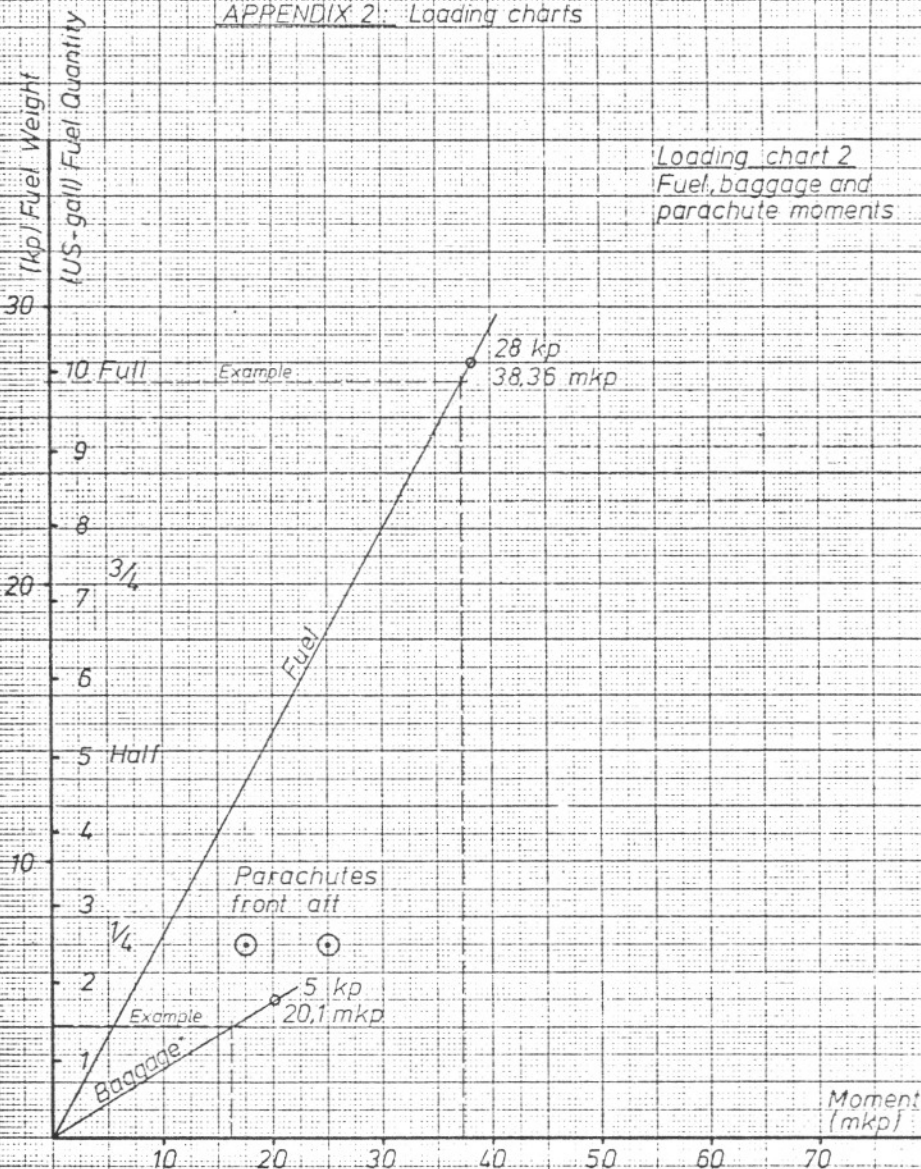 APPENDIX 2: Loading charts
(kp) Fuel Weight
(US-gall) Fuel Quantity
Loading chart 2
Fuel, baggage and
parachute moments
30
10 Full
Example
28 kp
38,36 mkp
9
8
3/4
20
7
Fuel
6
5 Half
4
10
Parachutes
front aft
3
1/4
2
5 kp
20,1 mkp
Example
1
Baggage
Moment
(mkp)
10 20 30 40 50 60 70